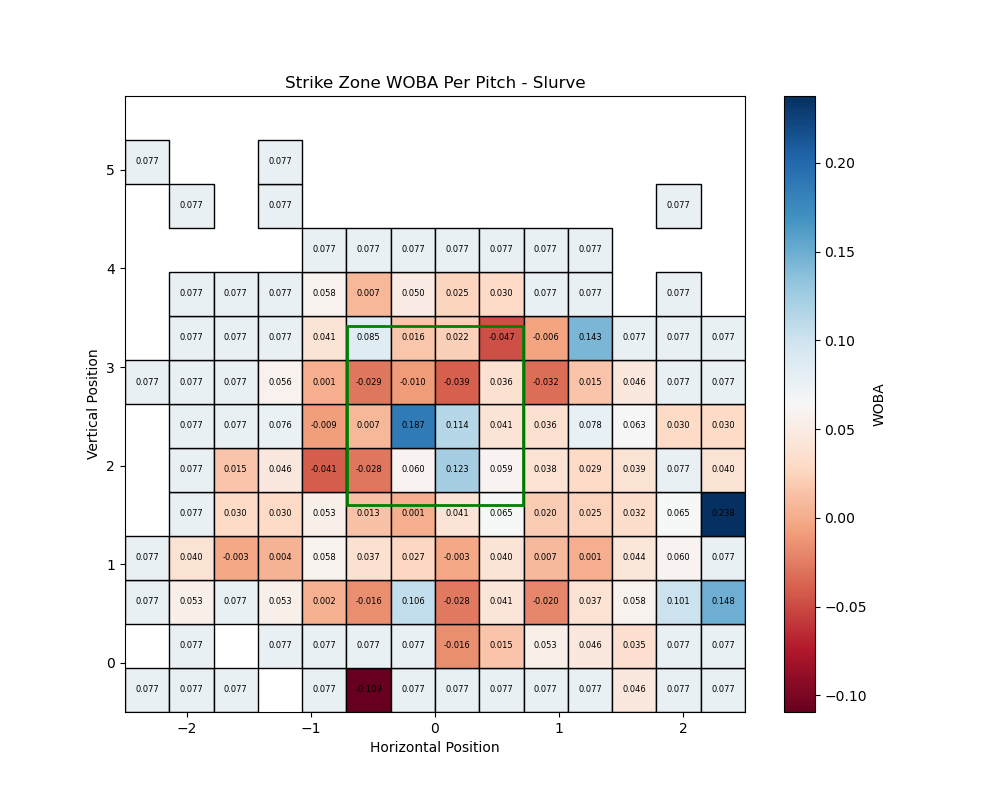 Strike Zone WOBA Per Pitch - Slurve
5
4
3
2
1
0
Vertical Position
0.077 0.077
0.077 0.077 0.077
0.077 0.077 0.077 0.077 0.077 0.077 0.077
0.077 0.077 0.077 0.058 0.007 0.050 0.025 0.030 0.077 0.077 0.077
0.077 0.077 0.077 0.041 0.085 0.016 0.022 -0.047 -0.006 0.143 0.077 0.077 0.077
0.077 0.077 0.077 0.056 0.001 -0.029 -0.010 -0.039 0.036 -0.032 0.015 0.046 0.077 0.077
0.077 0.077 0.076 -0.009 0.007 0.187 0.114 0.041 0.036 0.078 0.063 0.030 0.030
0.077 0.015 0.046 -0.041 -0.028 0.060 0.123 0.059 0.038 0.029 0.039 0.077 0.040
0.077 0.030 0.030 0.053 0.013 0.001 0.041 0.065 0.020 0.025 0.032 0.065 0.238
0.077 0.040 -0.003 0.004 0.058 0.037 0.027 -0.003 0.040 0.007 0.001 0.044 0.060 0.077
0.077 0.053 0.077 0.053 0.002 -0.016 0.106 -0.028 0.041 -0.020 0.037 0.058 0.101 0.148
0.077 0.077 0.077 0.077 0.077 -0.016 0.015 0.053 0.046 0.035 0.077 0.077
0.077 0.077 0.077 0.077 -0.109 0.077 0.077 0.077 0.077 0.077 0.046 0.077 0.077
−2 −1 0 1 2
Horizontal Position
0.20
0.15
0.10
0.05
0.00
−0.05
−0.10
WOBA